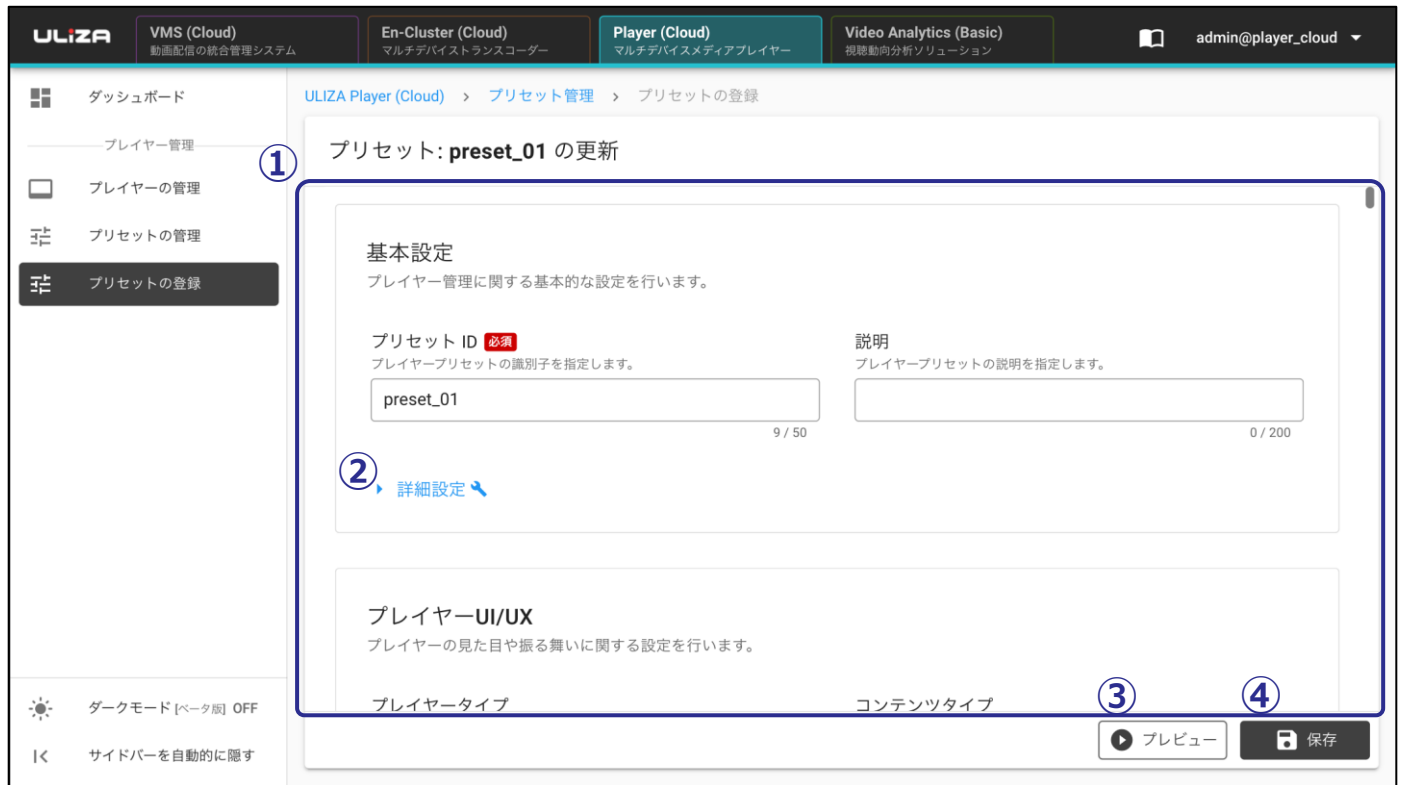 ULIZA
VMS (Cloud)
動画配信の統合管理システム
En-Cluster (Cloud)
マルチデバイストランスコーダー
Player (Cloud)
マルチデバイスメディアプレイヤー
Video Analytics (Basic)
視聴動向分析ソリューション
admin@player_cloud
ダッシュボード
プレイヤー管理
プレイヤーの管理
プリセットの管理
プリセットの登録
ULIZA Player (Cloud) › プリセット管理 › プリセットの登録
①
プリセット: preset_01 の更新
基本設定
プレイヤー管理に関する基本的な設定を行います。
プリセット ID 必須
プレイヤープリセットの識別子を指定します。
preset_01
9 / 50
説明
プレイヤープリセットの説明を指定します。
0 / 200
②
詳細設定
プレイヤーUI/UX
プレイヤーの見た目や振る舞いに関する設定を行います。
プレイヤータイプ
コンテンツタイプ
③
④
プレビュー
保存
ダークモード [ベータ版] OFF
サイドバーを自動的に隠す